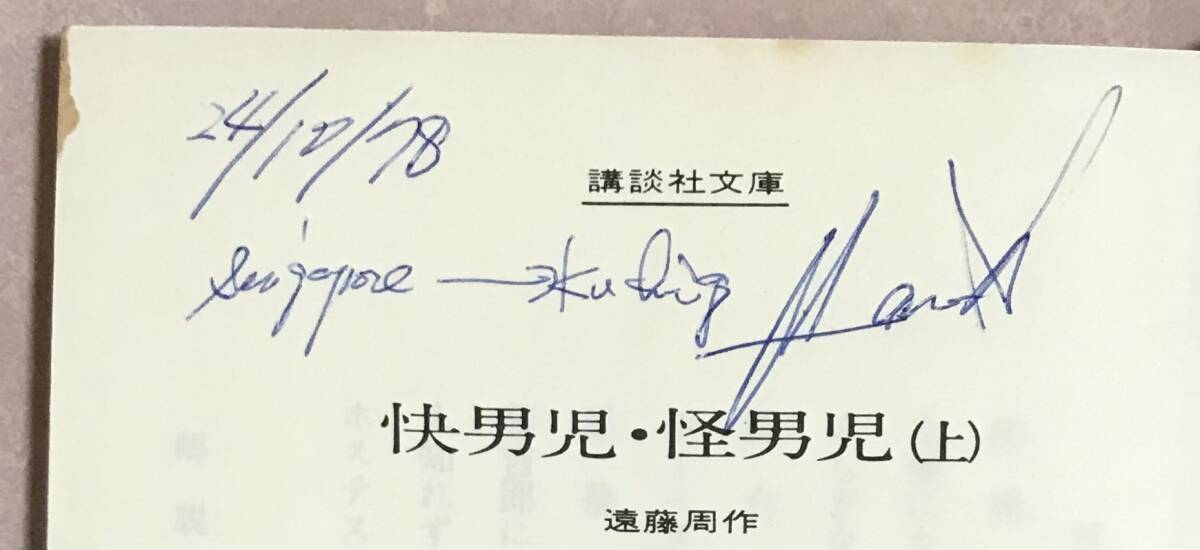 24/12/78
講談社文庫
Singapore → Kuching
快男児・怪男児（上）
遠藤周作